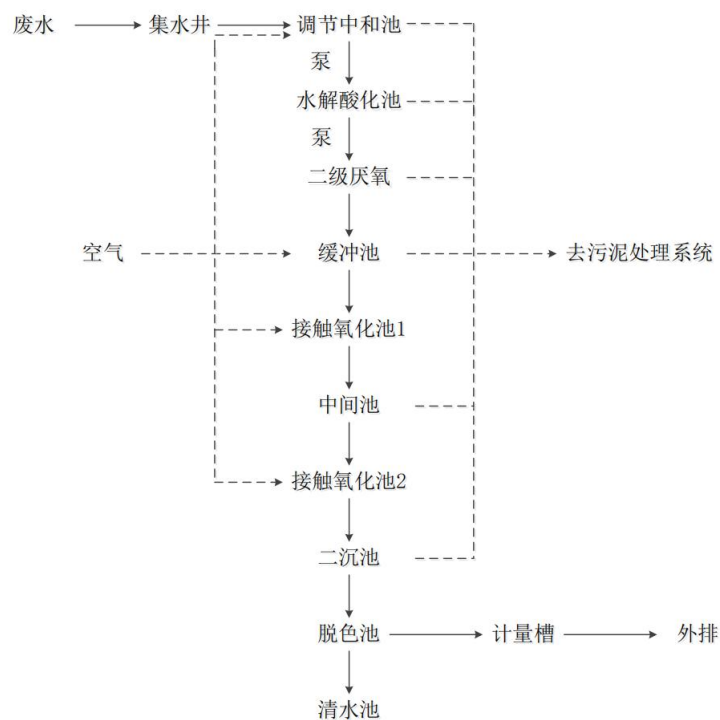 废水
集水井
调节中和池
泵
水解酸化池
泵
二级厌氧
空气
缓冲池
去污泥处理系统
接触氧化池1
中间池
接触氧化池2
二沉池
脱色池
计量槽
外排
清水池